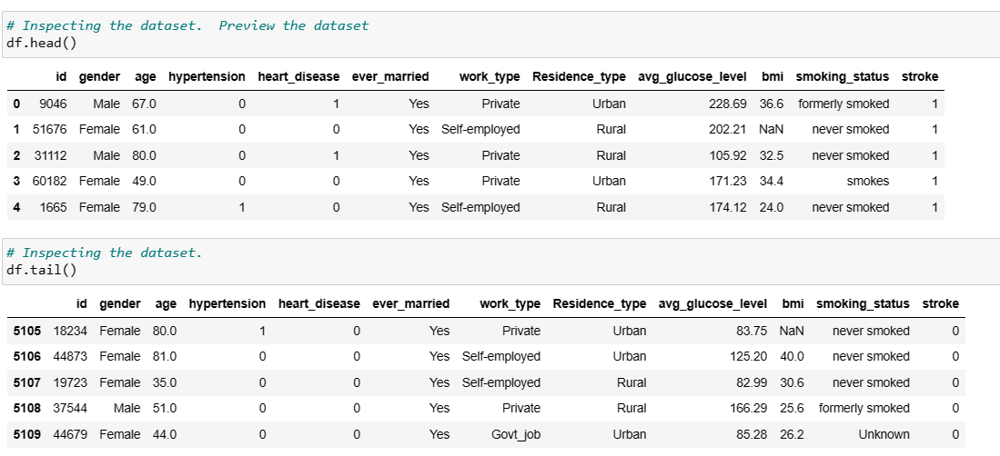 # Inspecting the dataset.  Preview the dataset
df.head()
id gender age hypertension heart_disease ever_married work_type Residence_type avg_glucose_level bmi smoking_status stroke
0 9046 Male 67.0 0 1 Yes Private Urban 228.69 36.6 formerly smoked 1
1 51676 Female 61.0 0 0 Yes Self-employed Rural 202.21 NaN never smoked 1
2 31112 Male 80.0 0 1 Yes Private Rural 105.92 32.5 never smoked 1
3 60182 Female 49.0 0 0 Yes Private Urban 171.23 34.4 smokes 1
4 1665 Female 79.0 1 0 Yes Self-employed Rural 174.12 24.0 never smoked 1
# Inspecting the dataset.
df.tail()
id gender age hypertension heart_disease ever_married work_type Residence_type avg_glucose_level bmi smoking_status stroke
5105 18234 Female 80.0 1 0 Yes Private Urban 83.75 NaN never smoked 0
5106 44873 Female 81.0 0 0 Yes Self-employed Urban 125.20 40.0 never smoked 0
5107 19723 Female 35.0 0 0 Yes Self-employed Rural 82.99 30.6 never smoked 0
5108 37544 Male 51.0 0 0 Yes Private Rural 166.29 25.6 formerly smoked 0
5109 44679 Female 44.0 0 0 Yes Govt_job Urban 85.28 26.2 Unknown 0